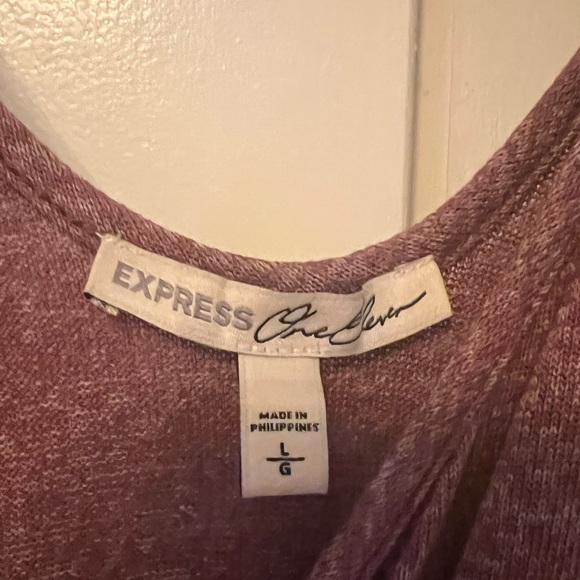 EXPRESS One Eleven
MADE IN
PHILIPPINES
L
G